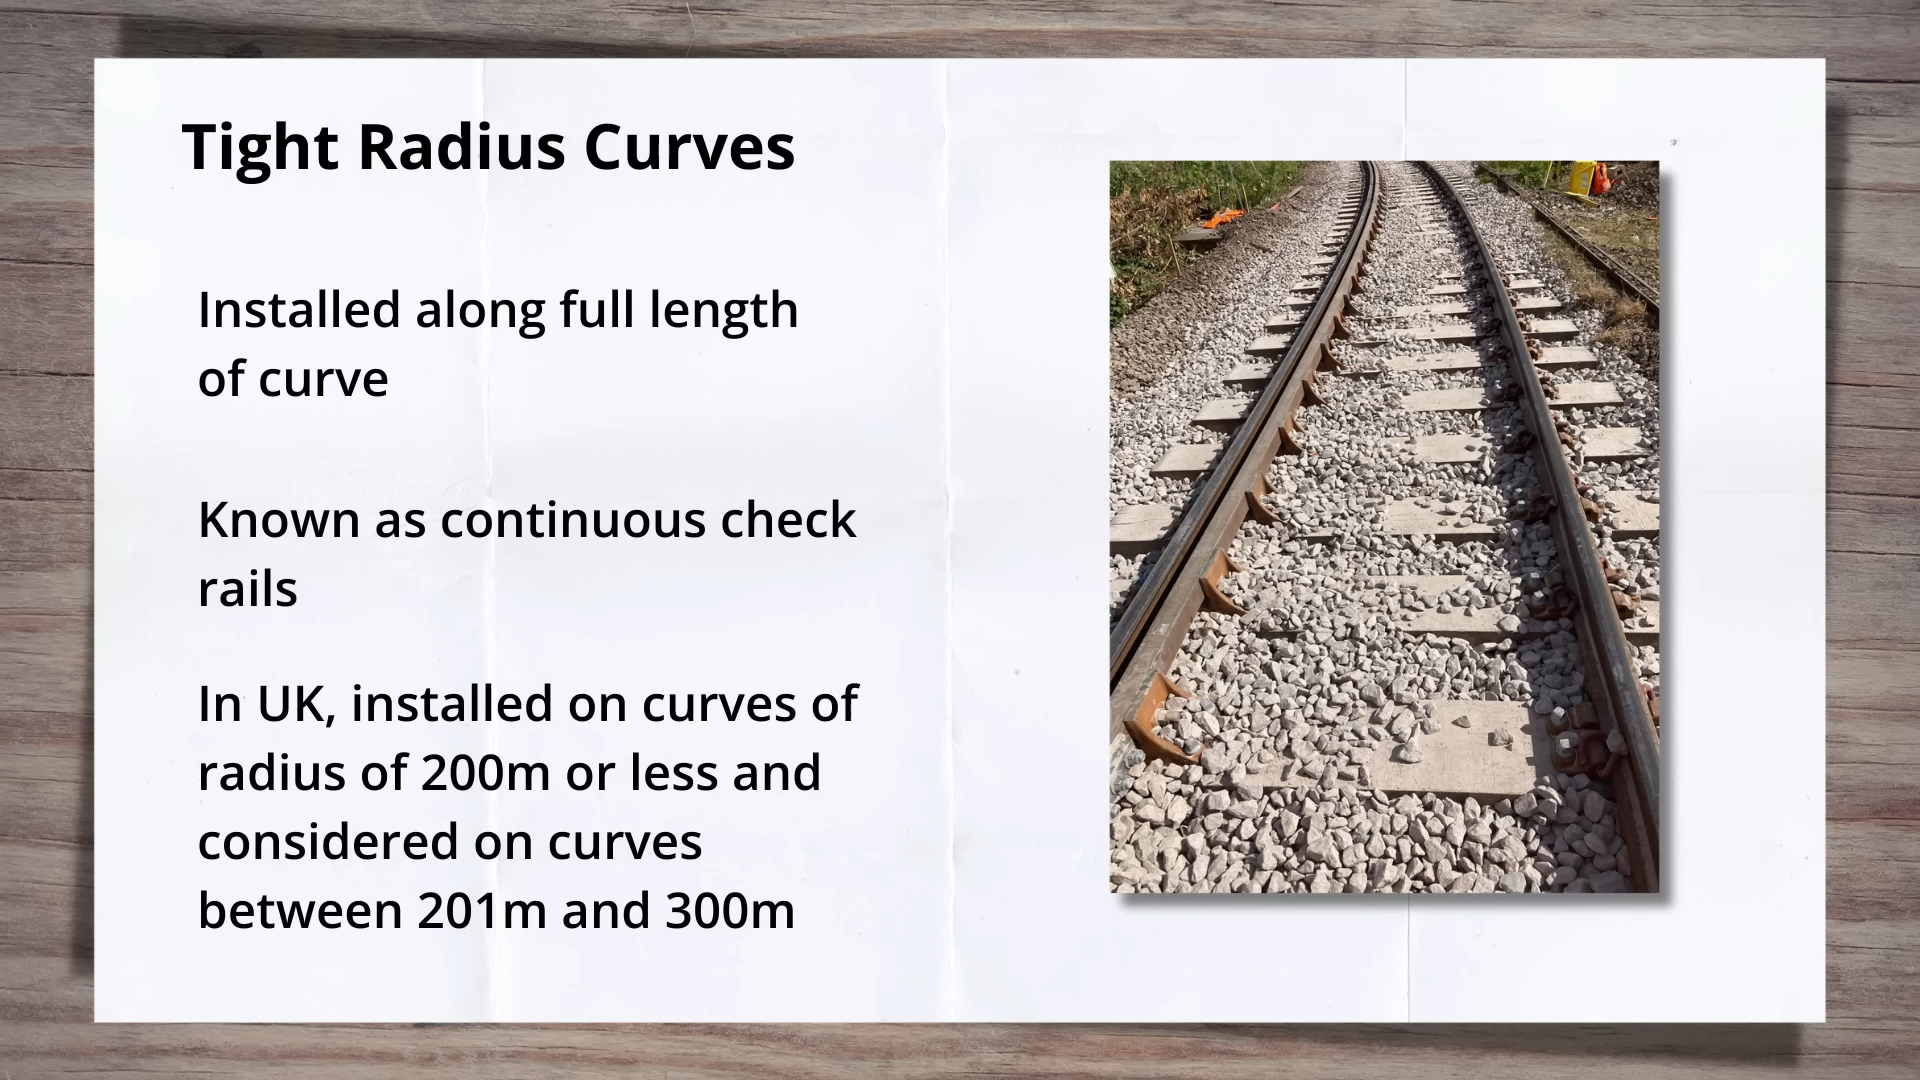 Tight Radius Curves
Installed along full length
of curve
Known as continuous check
rails
In UK, installed on curves of
radius of 200m or less and
considered on curves
between 201m and 300m